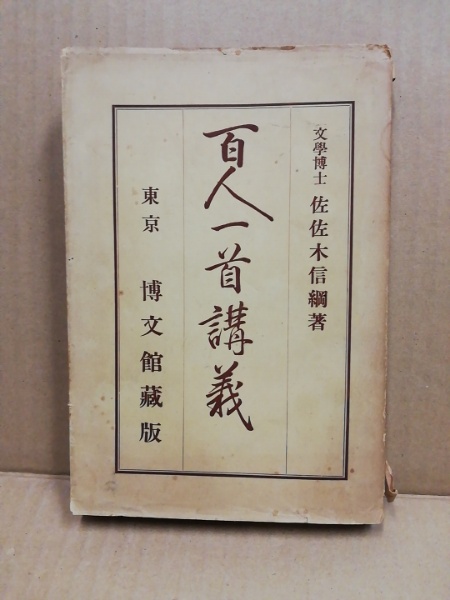 文學博士 佐佐木信綱著
百人一首講義
東京 博文館藏版